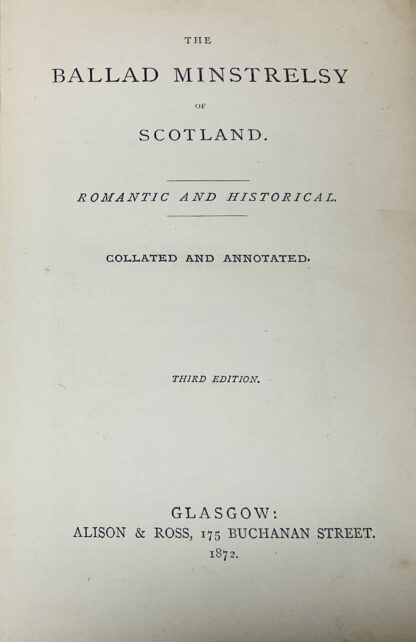 THE
BALLAD MINSTRELSY
OF
SCOTLAND.
ROMANTIC AND HISTORICAL.
COLLATED AND ANNOTATED.
THIRD EDITION.
GLASGOW:
ALISON & ROSS, 175 BUCHANAN STREET.
1872.